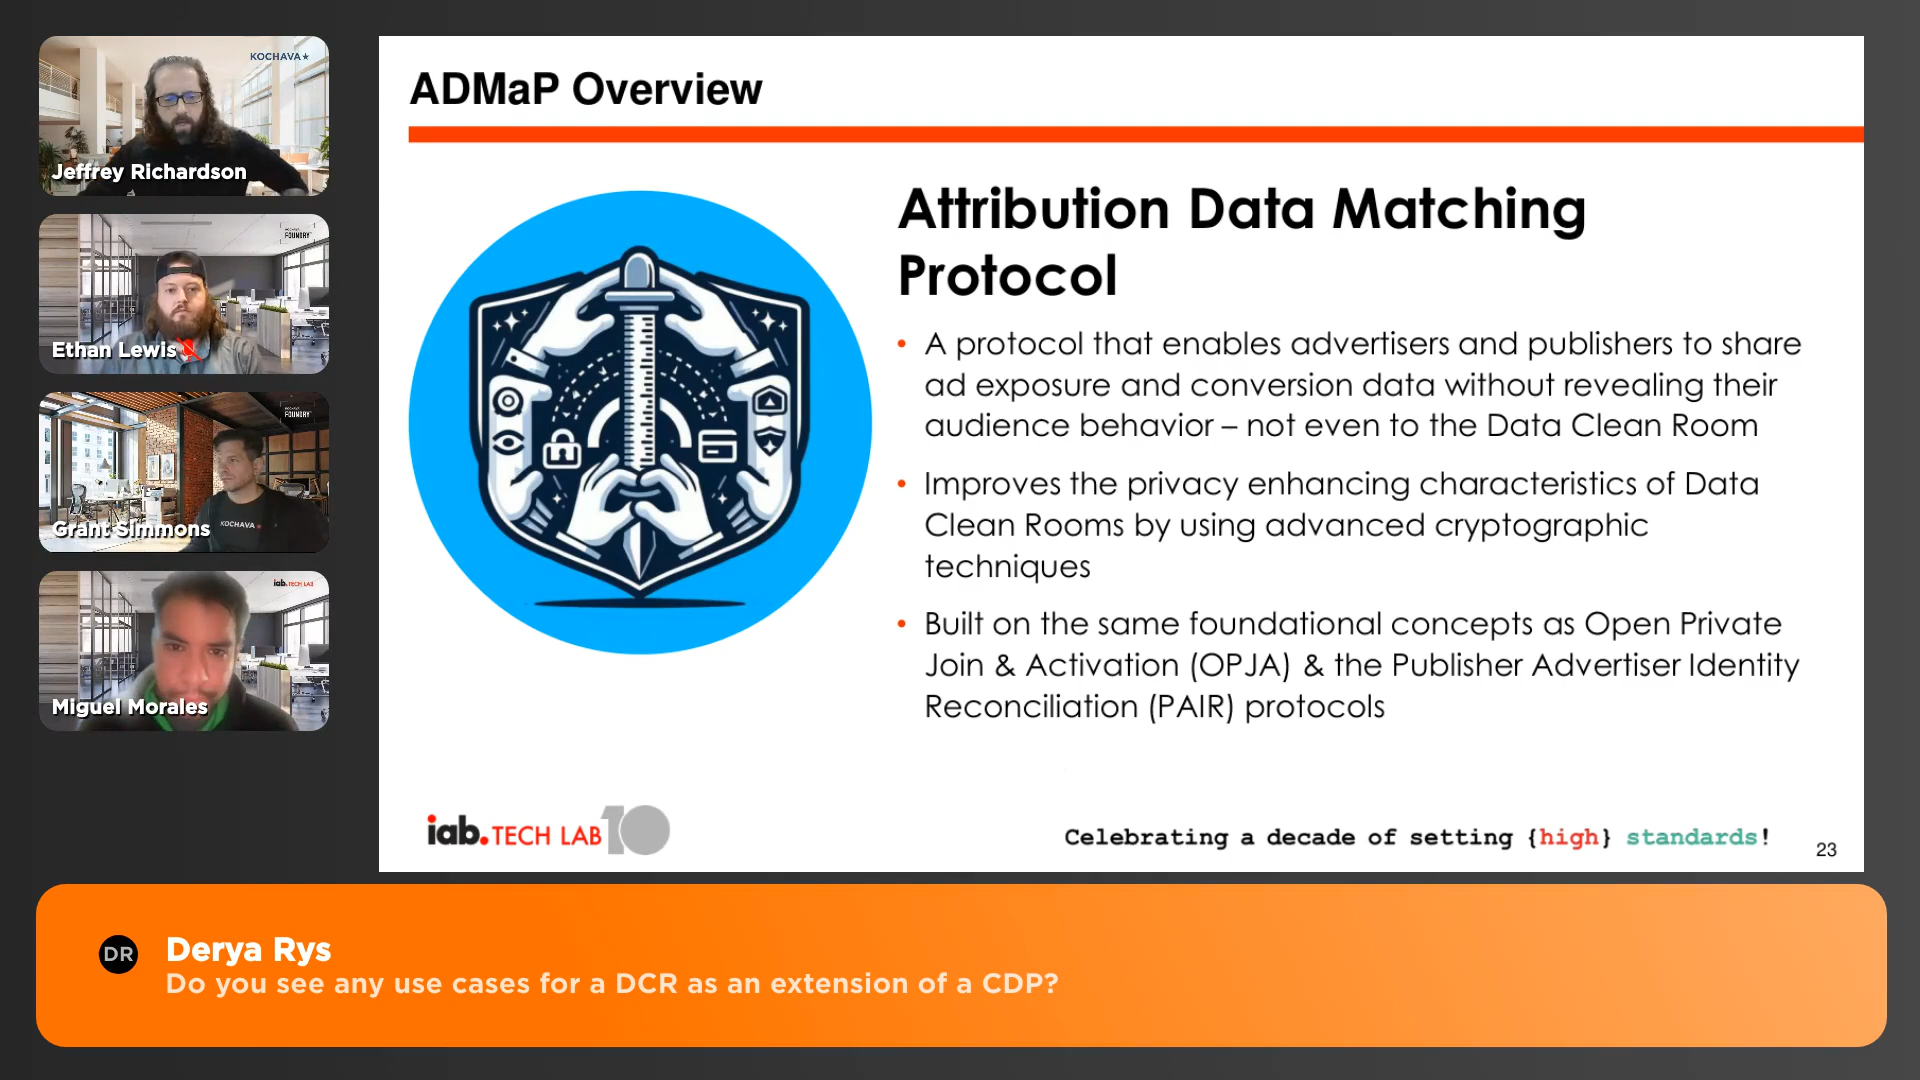 KOCHAVA★
Jeffrey Richardson
KOCHAVA
FOUNDRY
Ethan Lewis
KOCHAVA
FOUNDRY
KOCHAVA
Grant Simmons
iab.TECH LAB
Miguel Morales
ADMaP Overview
Attribution Data Matching
Protocol
• A protocol that enables advertisers and publishers to share
ad exposure and conversion data without revealing their
audience behavior – not even to the Data Clean Room
• Improves the privacy enhancing characteristics of Data
Clean Rooms by using advanced cryptographic
techniques
• Built on the same foundational concepts as Open Private
Join & Activation (OPJA) & the Publisher Advertiser Identity
Reconciliation (PAIR) protocols
iab.TECH LAB 10
Celebrating a decade of setting {high} standards!
23
DR
Derya Rys
Do you see any use cases for a DCR as an extension of a CDP?